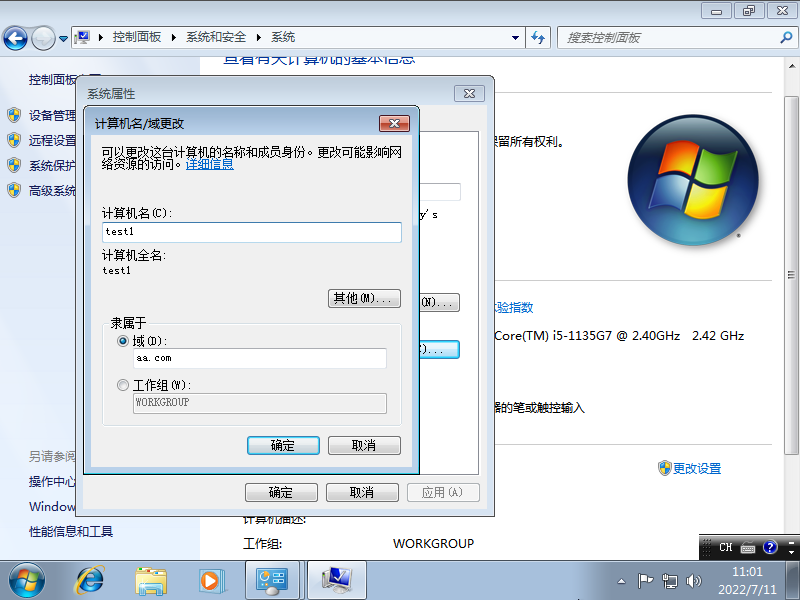 控制面板 系统和安全 系统
搜索控制面板
控制面板
查看有关计算机的基本信息
设备管理
远程设置
系统保护
高级系统
系统属性
计算机名/域更改
可以更改这台计算机的名称和成员身份。更改可能影响网
络资源的访问。详细信息
计算机名(C):
test1
计算机全名:
test1
其他(M)...
隶属于
域(D):
aa.com
工作组(W):
WORKGROUP
确定 取消
y's
(N)...
)...
确定 取消 应用(A)
留所有权利。
体验指数
Core(TM) i5-1135G7 @ 2.40GHz 2.42 GHz
器的笔或触控输入
更改设置
另请参阅
操作中心
Window
性能信息和工具
计算机描述:
工作组: WORKGROUP
CH
11:01
2022/7/11